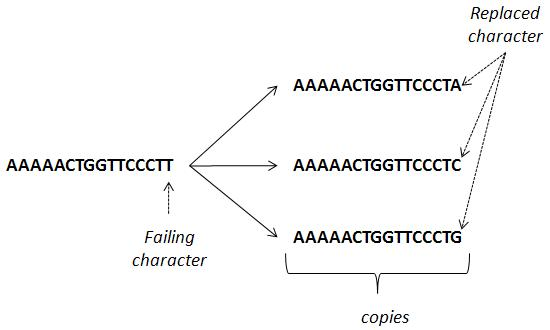 Replaced
character
AAAAACTGGTTCCCTA
AAAAACTGGTTCCCTT
AAAAACTGGTTCCCTC
Failing
character
AAAAACTGGTTCCCTG
copies